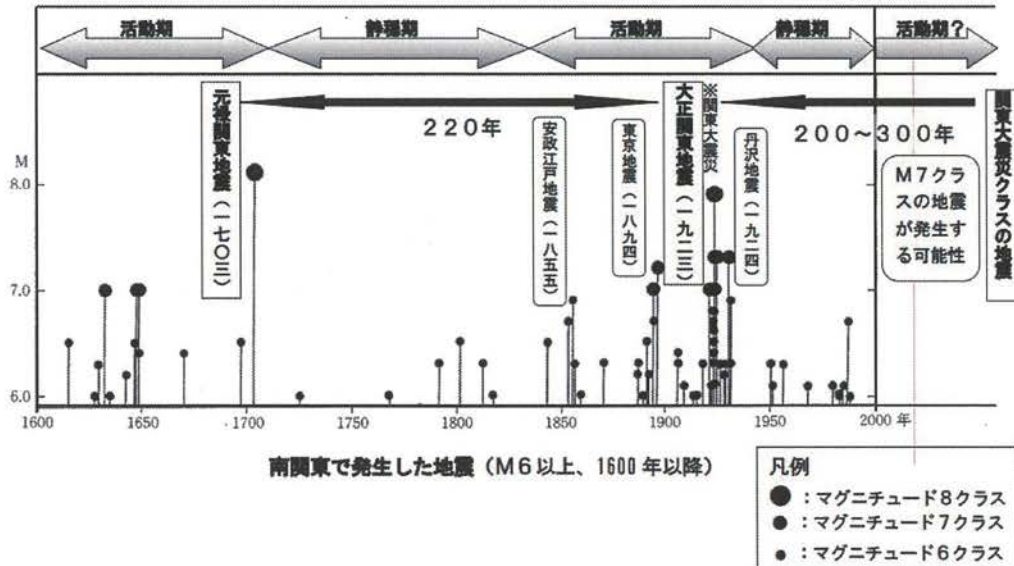 活動期
静穏期
活動期
静穏期
活動期？
元禄関東地震（一七〇三）
220年
安政江戸地震（一八五五）
東京地震（一八九四）
大正関東地震（一九二三）
※関東大震災
丹沢地震（一九二四）
200～300年
関東大震災クラスの地震
M7クラ
スの地震
が発生す
る可能性
M
8.0
7.0
6.0
1600
1650
1700
1750
1800
1850
1900
1950
2000 年
南関東で発生した地震（M6以上、1600年以降）
凡例
：マグニチュード8クラス
：マグニチュード7クラス
：マグニチュード6クラス